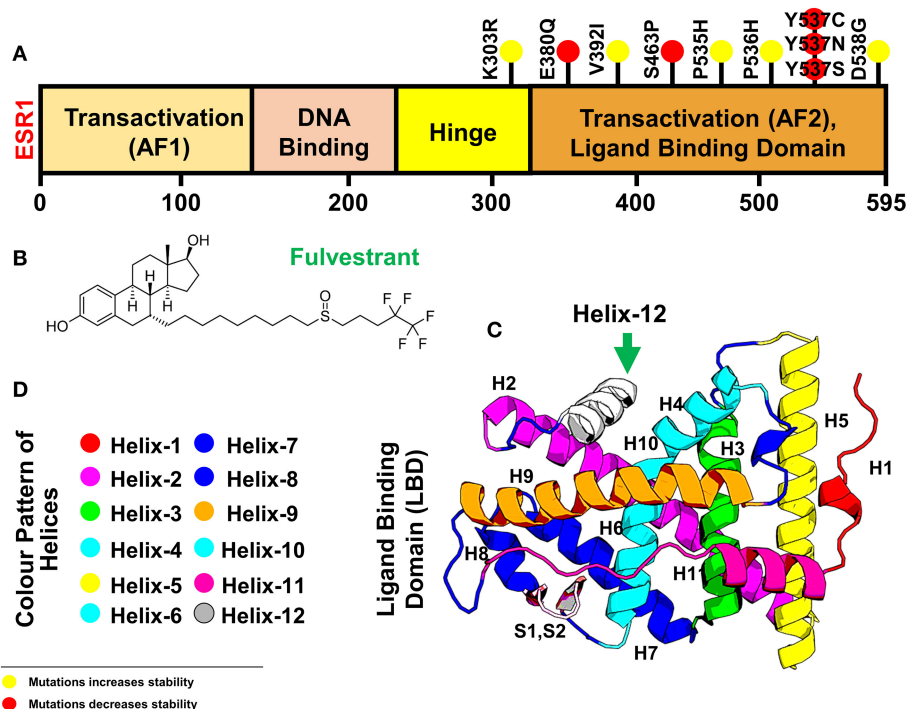 A
K303R
E380Q
V392I
S463P
P535H
P536H
Y537C
Y537N
Y537S
D538G
ESR1
Transactivation
(AF1)
DNA
Binding
Hinge
Transactivation (AF2),
Ligand Binding Domain
0
100
200
300
400
500
595
B
Fulvestrant
OH
H
H
H
HO
O
S
F
F
F
F
F
C
Helix-12
H2
H4
H10
H3
H5
H1
H9
H6
H8
H11
S1,S2
H7
Ligand Binding
Domain (LBD)
D
Colour Pattern of
Helices
Helix-1
Helix-2
Helix-3
Helix-4
Helix-5
Helix-6
Helix-7
Helix-8
Helix-9
Helix-10
Helix-11
Helix-12
Mutations increases stability
Mutations decreases stability